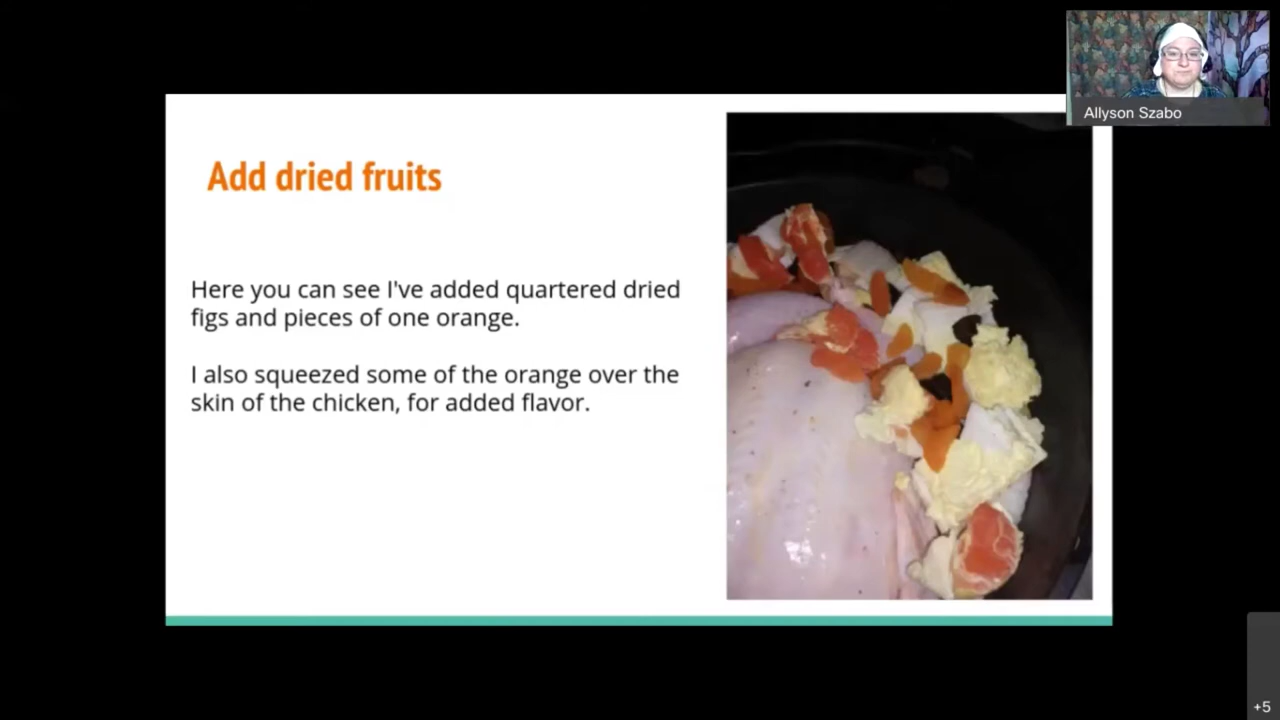 Allyson Szabo
Add dried fruits
Here you can see I've added quartered dried
figs and pieces of one orange.
I also squeezed some of the orange over the
skin of the chicken, for added flavor.
+5